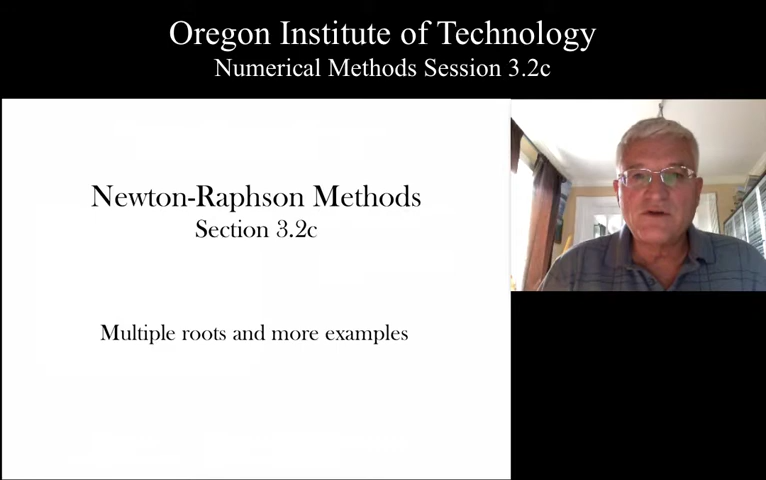 Oregon Institute of Technology
Numerical Methods Session 3.2c
Newton-Raphson Methods
Section 3.2c
Multiple roots and more examples